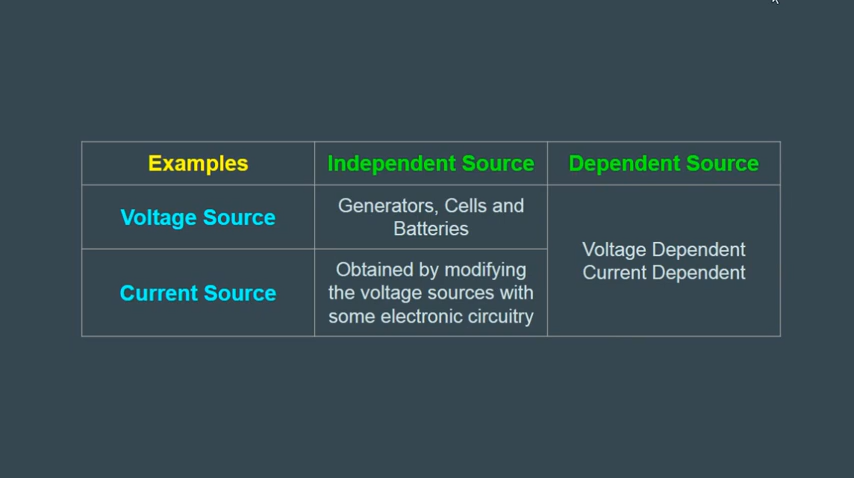 Examples
Independent Source
Dependent Source
Voltage Source
Generators, Cells and
Batteries
Voltage Dependent
Current Dependent
Current Source
Obtained by modifying
the voltage sources with
some electronic circuitry